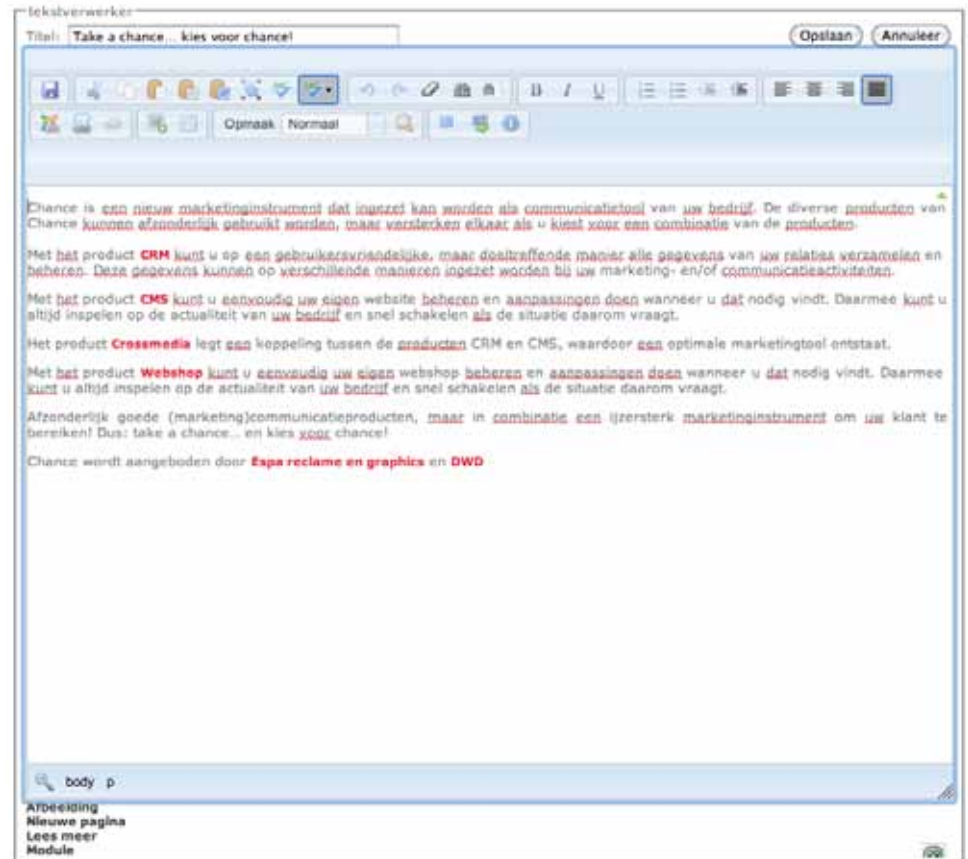 tekstverwerker
Titel: Take a chance... kies voor chance! Opslaan Annuleer
B I U
Opmaak Normaal
Chance is een nieuw marketinginstrument dat ingezet kan worden als communicatietool van uw bedrijf. De diverse producten van
Chance kunnen afzonderlijk gebruikt worden, maar versterken elkaar als u kiest voor een combinatie van de producten.
Met het product CRM kunt u op een gebruikersvriendelijke, maar doeltreffende manier alle gegevens van uw relaties verzamelen en
beheren. Deze gegevens kunnen op verschillende manieren ingezet worden bij uw marketing- en/of communicatieactiviteiten.
Met het product CMS kunt u eenvoudig uw eigen website beheren en aanpassingen doen wanneer u dat nodig vindt. Daarmee kunt u
altijd inspelen op de actualiteit van uw bedrijf en snel schakelen als de situatie daarom vraagt.
Het product Crossmedia legt een koppeling tussen de producten CRM en CMS, waardoor een optimale marketingtool ontstaat.
Met het product Webshop kunt u eenvoudig uw eigen webshop beheren en aanpassingen doen wanneer u dat nodig vindt. Daarmee
kunt u altijd inspelen op de actualiteit van uw bedrijf en snel schakelen als de situatie daarom vraagt.
Afzonderlijk goede (marketing)communicatieproducten, maar in combinatie een ijzersterk marketinginstrument om uw klant te
bereiken! Dus: take a chance... en kies voor chance!
Chance wordt aangeboden door Espa reclame en graphics en DWD
body p
Afbeelding
Nieuwe pagina
Lees meer
Module